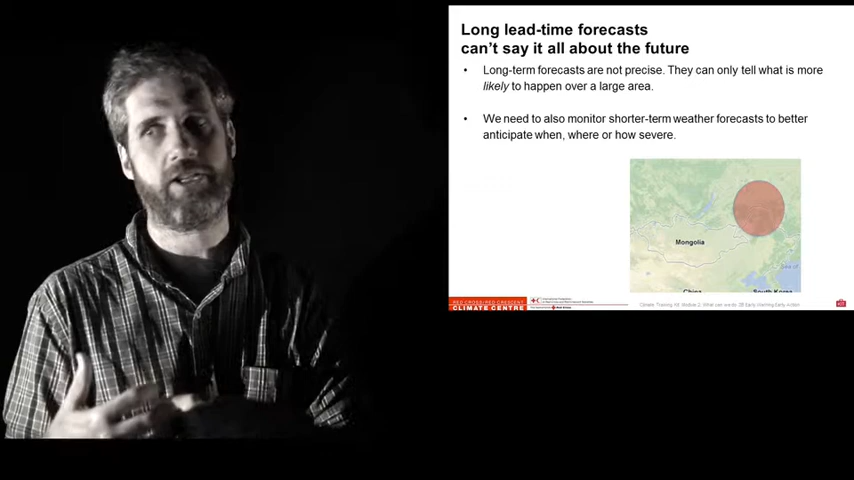 Long lead-time forecasts
can't say it all about the future
• Long-term forecasts are not precise. They can only tell what is more
likely to happen over a large area.
• We need to also monitor shorter-term weather forecasts to better
anticipate when, where or how severe.
Mongolia
Sea of
China
South Korea
RED CROSS/RED CRESCENT
CLIMATE CENTRE